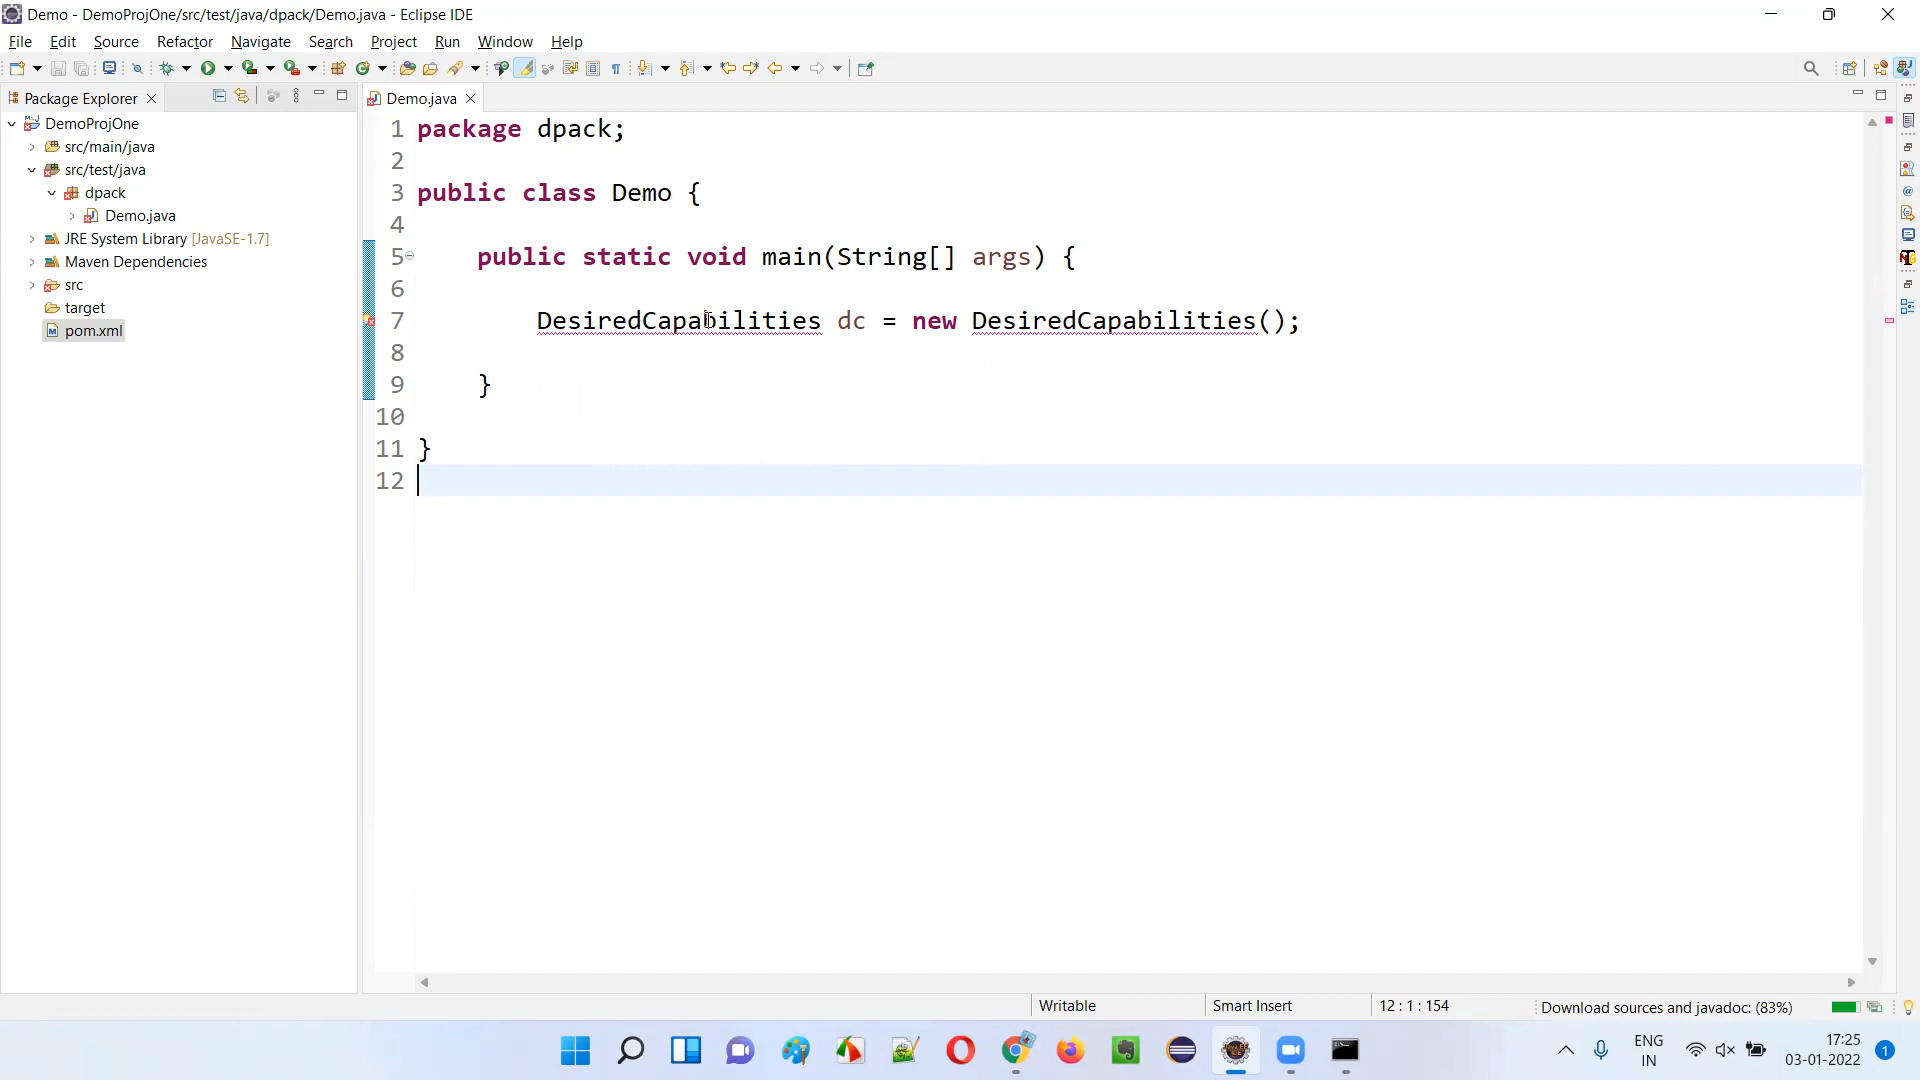 Demo - DemoProjOne/src/test/java/dpack/Demo.java - Eclipse IDE
File Edit Source Refactor Navigate Search Project Run Window Help
Package Explorer
Demo.java
DemoProjOne
src/main/java
src/test/java
dpack
Demo.java
JRE System Library [JavaSE-1.7]
Maven Dependencies
src
target
pom.xml
1 package dpack;
2
3 public class Demo {
4
5 public static void main(String[] args) {
6
7 DesiredCapabilities dc = new DesiredCapabilities();
8
9 }
10
11 }
12
Writable Smart Insert 12 : 1 : 154 Download sources and javadoc: (83%)
ENG
IN
17:25
03-01-2022
1